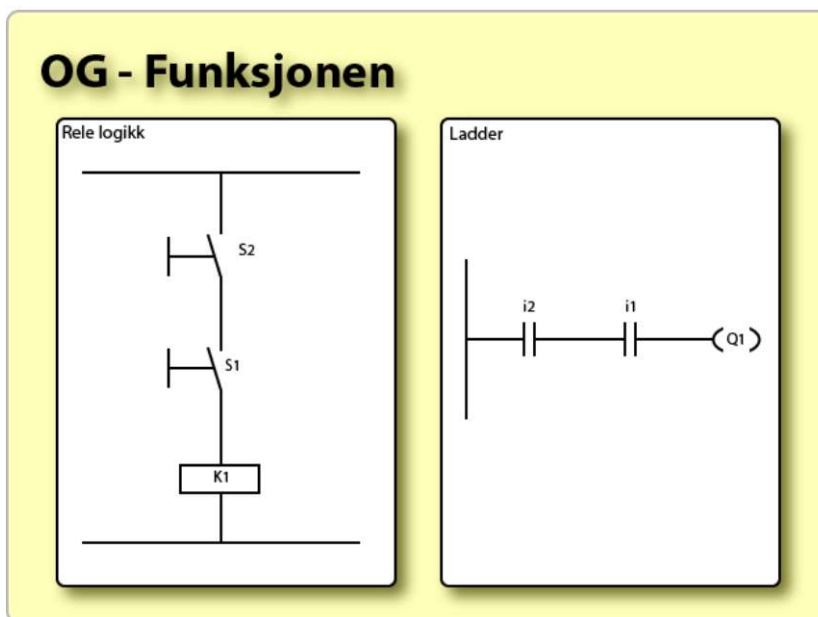 OG - Funksjonen
Rele logikk
S2
S1
K1
Ladder
i2 i1
Q1